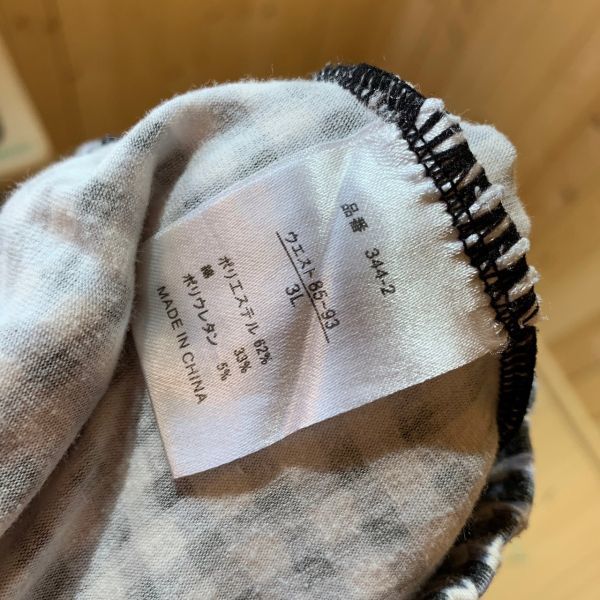 品番 344-2
ウエスト 85~93
3L
ポリエステル 62%
綿 33%
ポリウレタン 5%
MADE IN CHINA